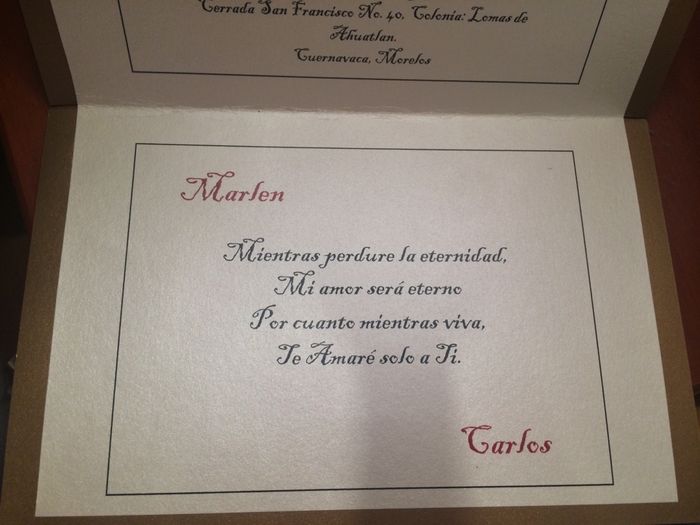 Cerrada San Francisco No. 40, Colonia: Lomas de
Ahuatlan.
Cuernavaca, Morelos
Marlen
Mientras perdure la eternidad,
Mi amor será eterno
Por cuanto mientras viva,
Te Amaré solo a Ti.
Carlos